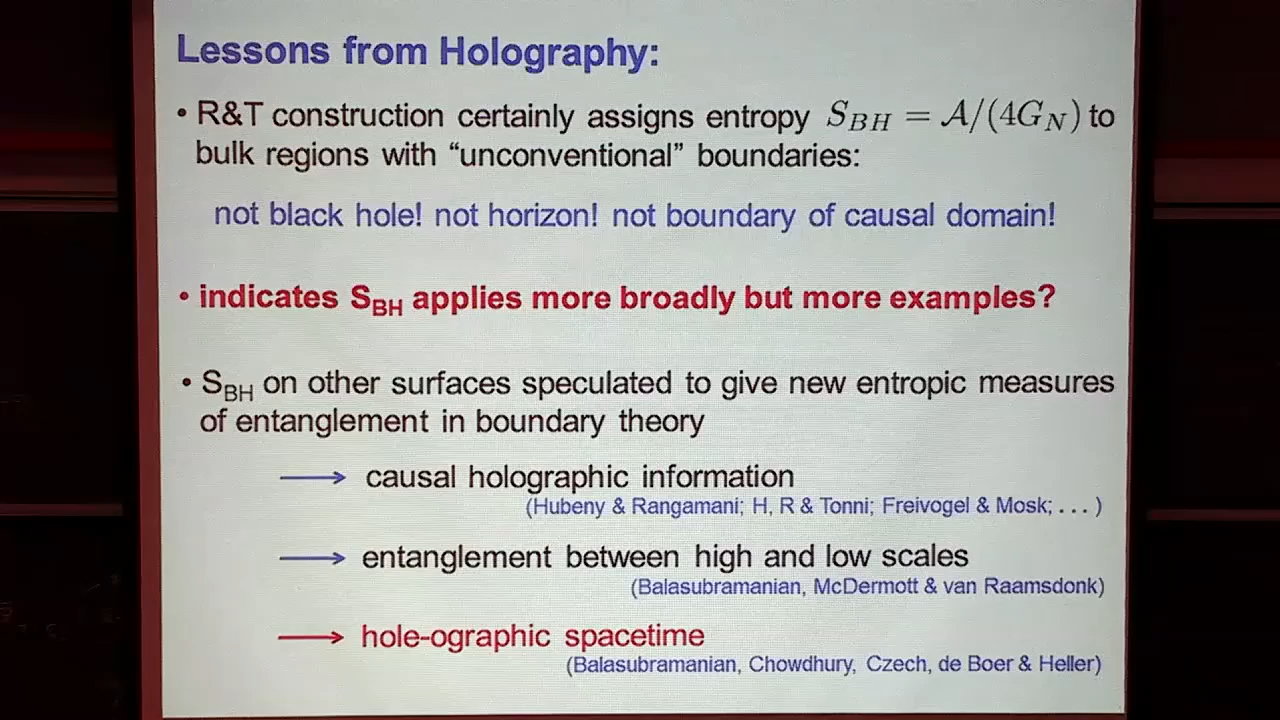 Lessons from Holography:
• R&T construction certainly assigns entropy S_BH = A/(4G_N) to
bulk regions with “unconventional” boundaries:
not black hole! not horizon! not boundary of causal domain!
• indicates S_BH applies more broadly but more examples?
• S_BH on other surfaces speculated to give new entropic measures
of entanglement in boundary theory
⟶ causal holographic information
(Hubeny & Rangamani; H, R & Tonni; Freivogel & Mosk; . . . )
⟶ entanglement between high and low scales
(Balasubramanian, McDermott & van Raamsdonk)
⟶ hole-ographic spacetime
(Balasubramanian, Chowdhury, Czech, de Boer & Heller)